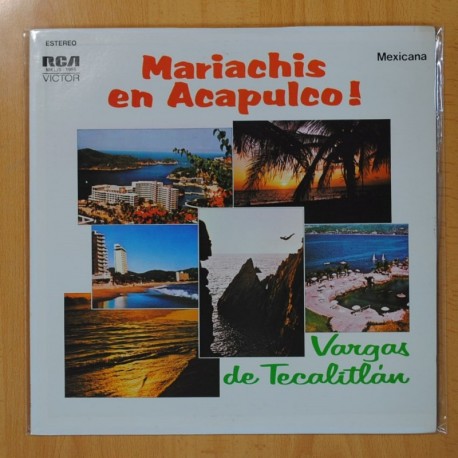 ESTEREO
RCA
VICTOR
Mexicana
Mariachis
en Acapulco!
Vargas
de Tecalitlán